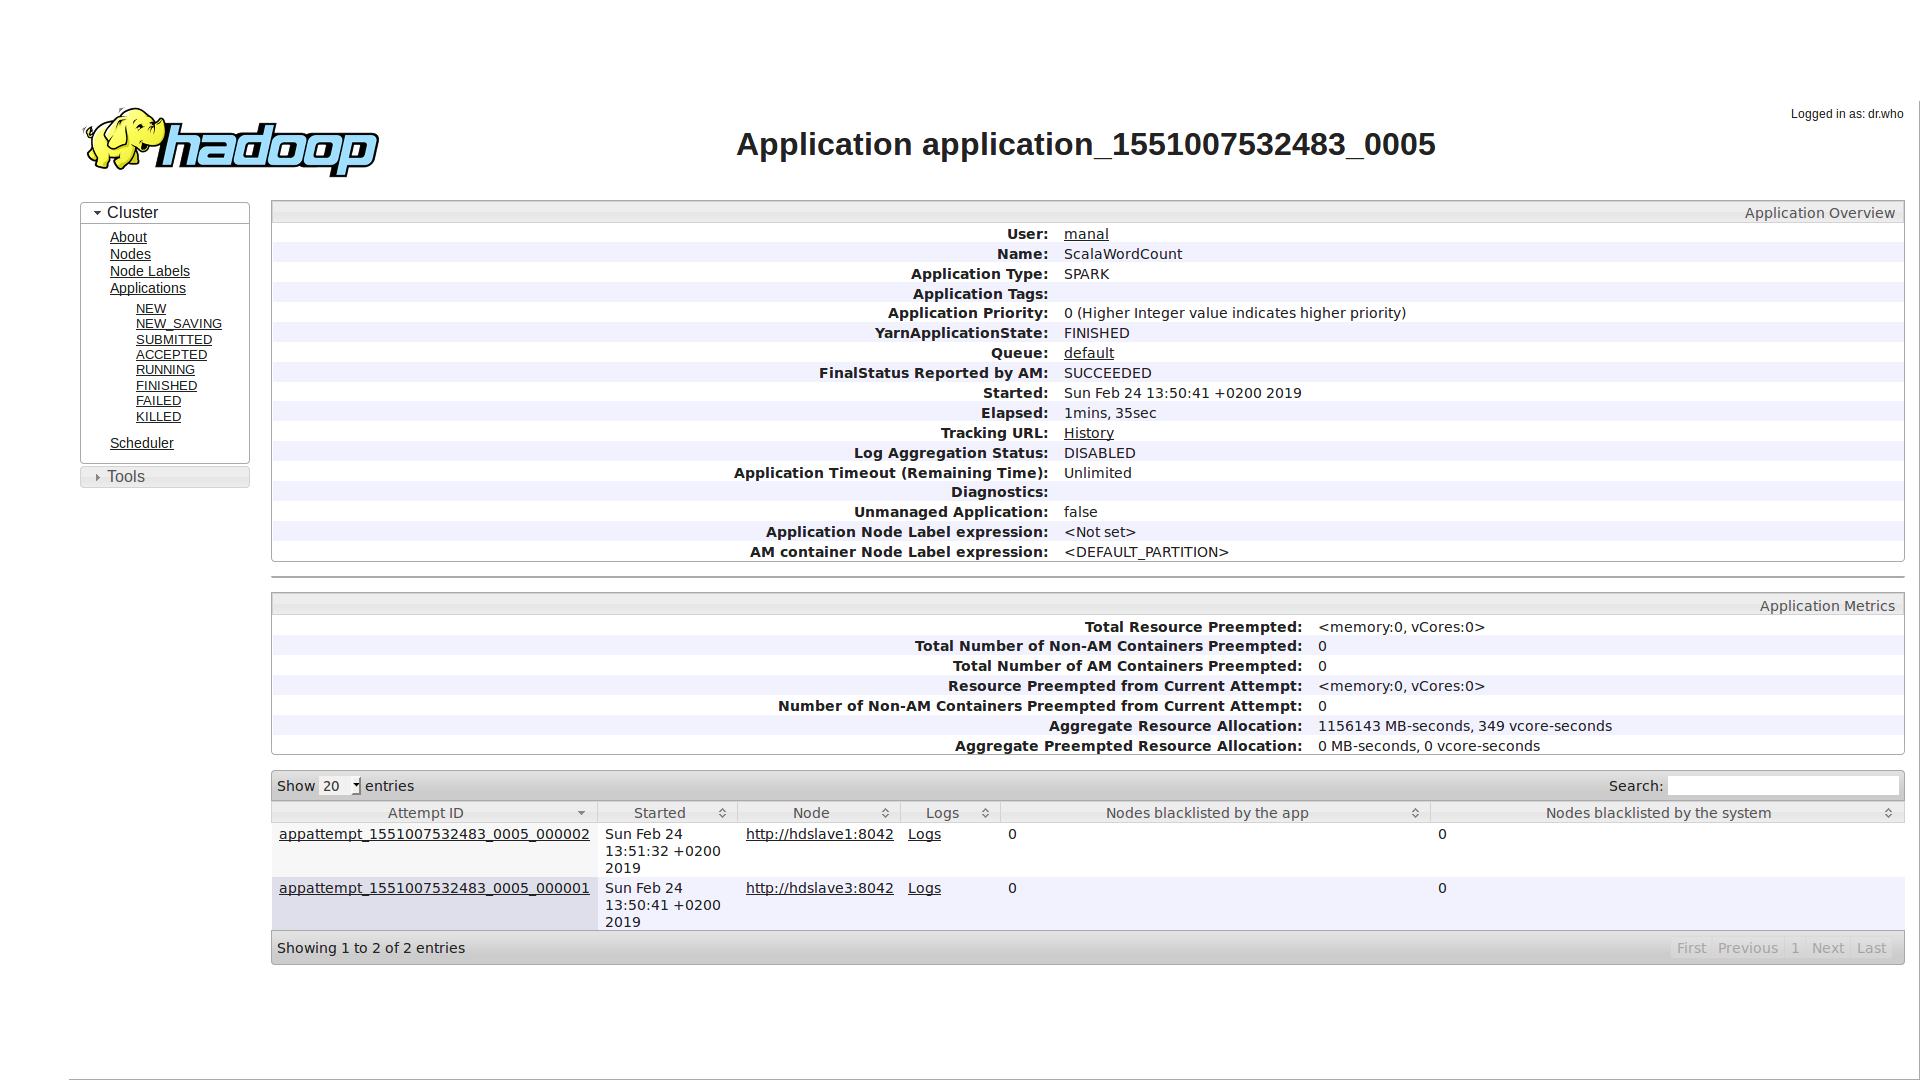 hadoop
Logged in as: dr.who
Application application_1551007532483_0005
Cluster
About
Nodes
Node Labels
Applications
NEW
NEW_SAVING
SUBMITTED
ACCEPTED
RUNNING
FINISHED
FAILED
KILLED
Scheduler
Tools
Application Overview
User: manal
Name: ScalaWordCount
Application Type: SPARK
Application Tags:
Application Priority: 0 (Higher Integer value indicates higher priority)
YarnApplicationState: FINISHED
Queue: default
FinalStatus Reported by AM: SUCCEEDED
Started: Sun Feb 24 13:50:41 +0200 2019
Elapsed: 1mins, 35sec
Tracking URL: History
Log Aggregation Status: DISABLED
Application Timeout (Remaining Time): Unlimited
Diagnostics:
Unmanaged Application: false
Application Node Label expression: <Not set>
AM container Node Label expression: <DEFAULT_PARTITION>
Application Metrics
Total Resource Preempted: <memory:0, vCores:0>
Total Number of Non-AM Containers Preempted: 0
Total Number of AM Containers Preempted: 0
Resource Preempted from Current Attempt: <memory:0, vCores:0>
Number of Non-AM Containers Preempted from Current Attempt: 0
Aggregate Resource Allocation: 1156143 MB-seconds, 349 vcore-seconds
Aggregate Preempted Resource Allocation: 0 MB-seconds, 0 vcore-seconds
Show 20 entries Search:
Attempt ID Started Node Logs Nodes blacklisted by the app Nodes blacklisted by the system
appattempt_1551007532483_0005_000002 Sun Feb 24 http://hdslave1:8042 Logs 0 0
13:51:32 +0200
2019
appattempt_1551007532483_0005_000001 Sun Feb 24 http://hdslave3:8042 Logs 0 0
13:50:41 +0200
2019
Showing 1 to 2 of 2 entries First Previous 1 Next Last